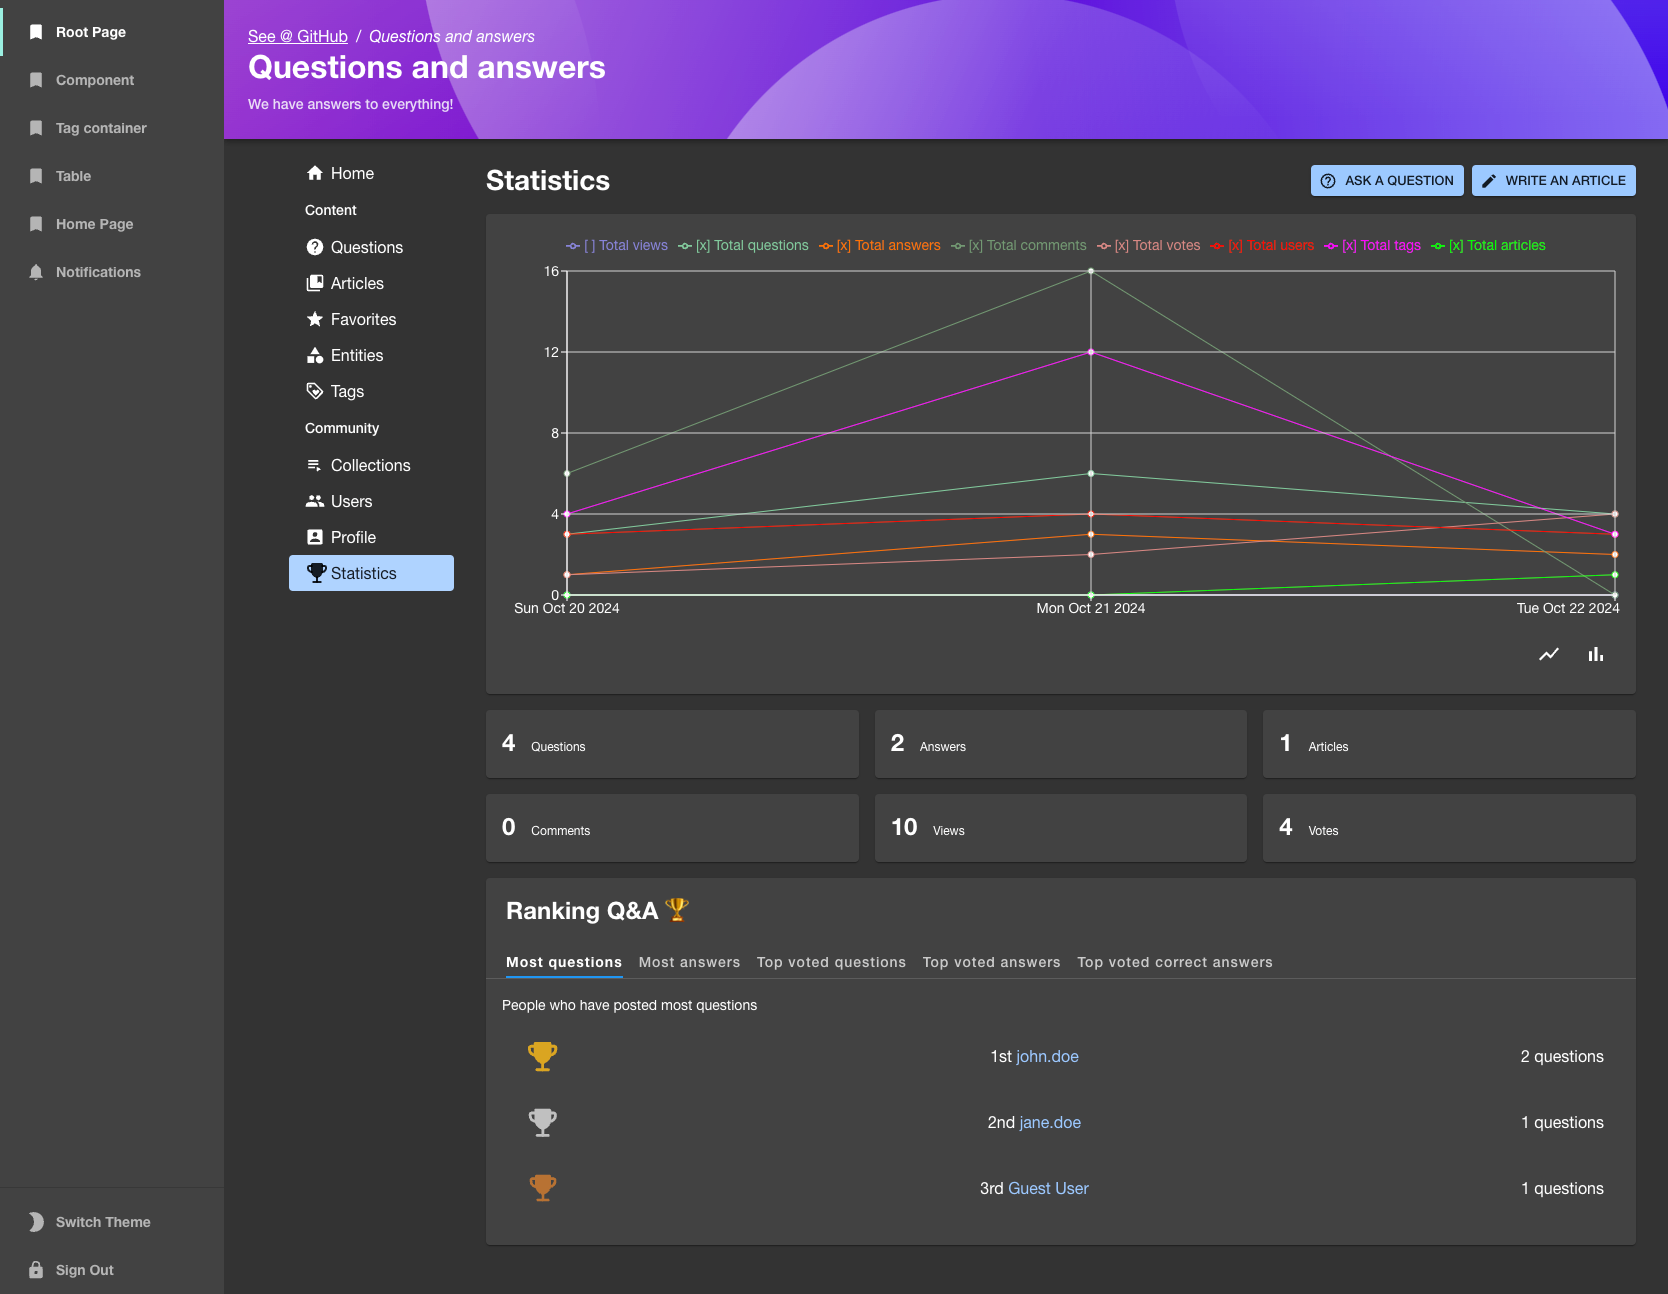 Root Page
Component
Tag container
Table
Home Page
Notifications
Switch Theme
Sign Out
See @ GitHub / Questions and answers
Questions and answers
We have answers to everything!
Home
Content
Questions
Articles
Favorites
Entities
Tags
Community
Collections
Users
Profile
Statistics
Statistics
ASK A QUESTION
WRITE AN ARTICLE
[ ] Total views [x] Total questions [x] Total answers [x] Total comments [x] Total votes [x] Total users [x] Total tags [x] Total articles
16
12
8
4
0
Sun Oct 20 2024 Mon Oct 21 2024 Tue Oct 22 2024
4 Questions
2 Answers
1 Articles
0 Comments
10 Views
4 Votes
Ranking Q&A 🏆
Most questions Most answers Top voted questions Top voted answers Top voted correct answers
People who have posted most questions
1st john.doe 2 questions
2nd jane.doe 1 questions
3rd Guest User 1 questions